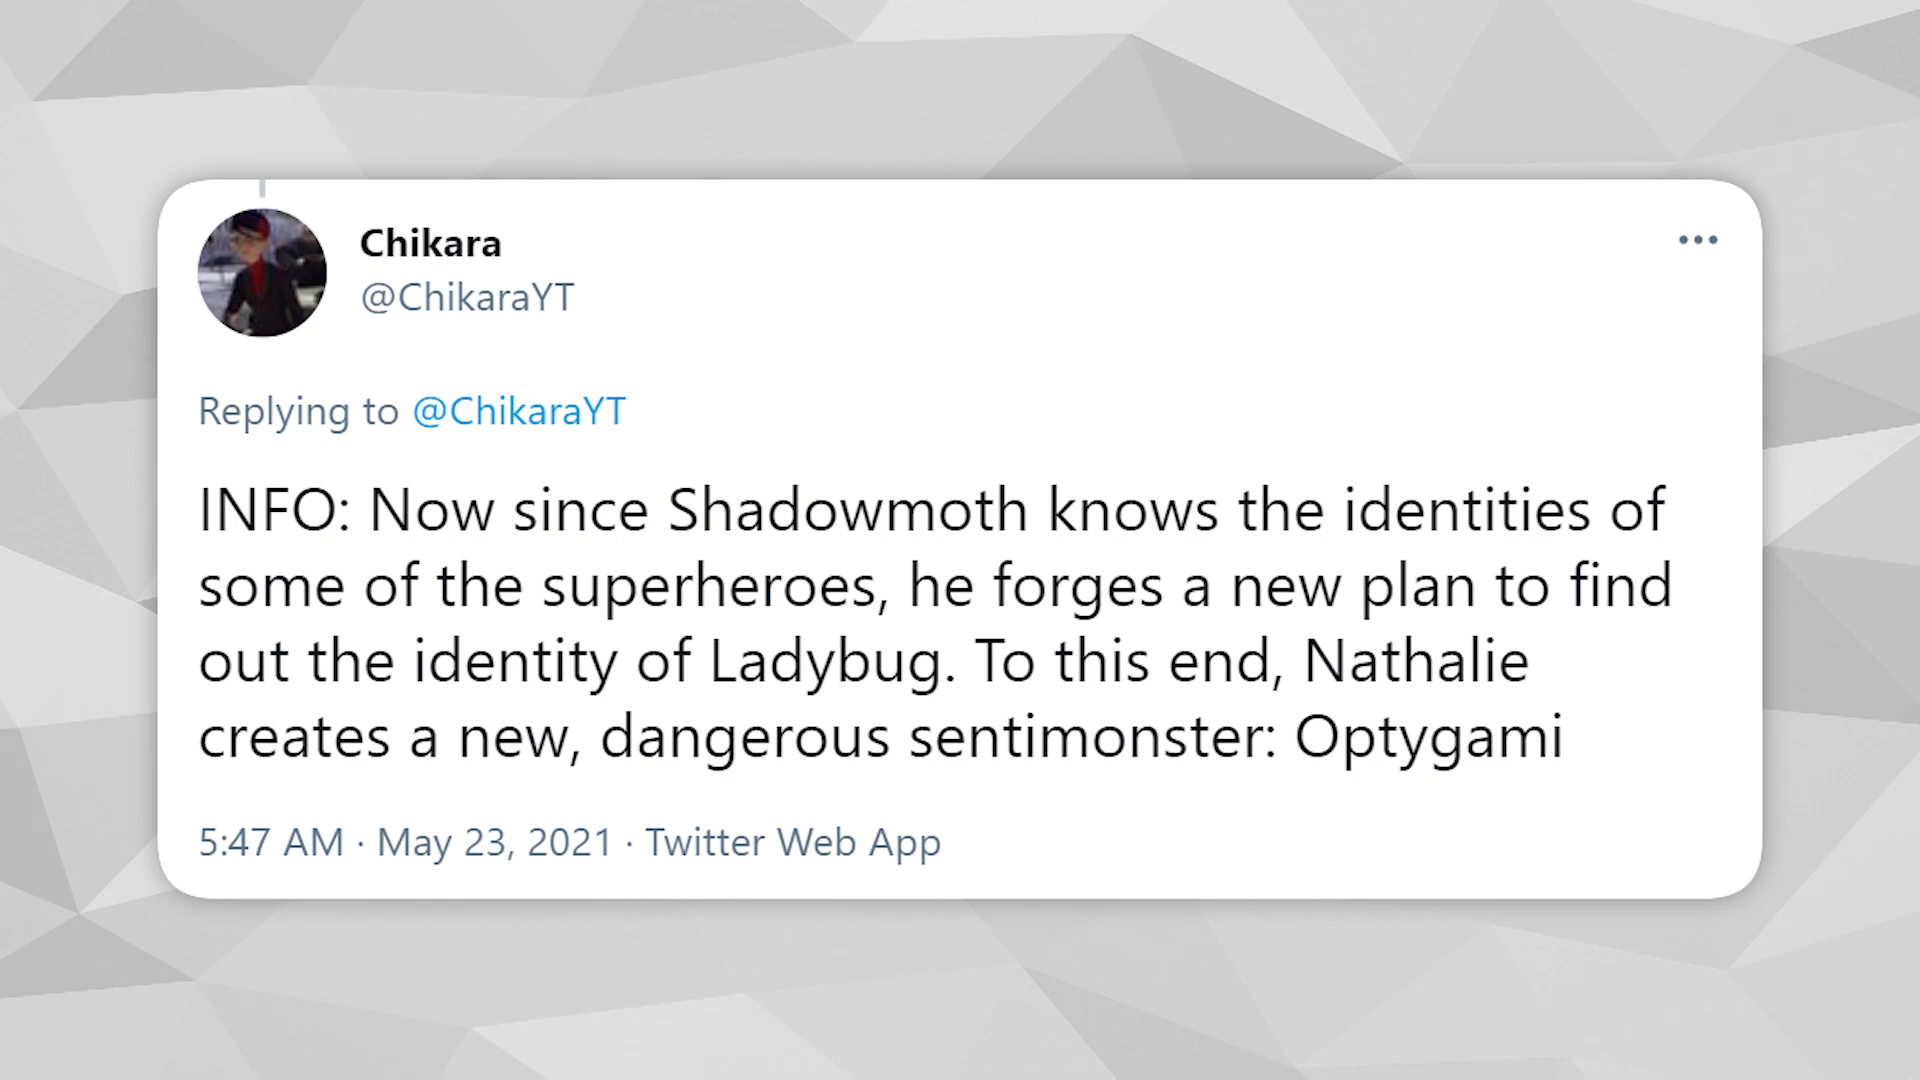 Chikara
@ChikaraYT
Replying to @ChikaraYT
INFO: Now since Shadowmoth knows the identities of
some of the superheroes, he forges a new plan to find
out the identity of Ladybug. To this end, Nathalie
creates a new, dangerous sentimonster: Optygami
5:47 AM · May 23, 2021 · Twitter Web App